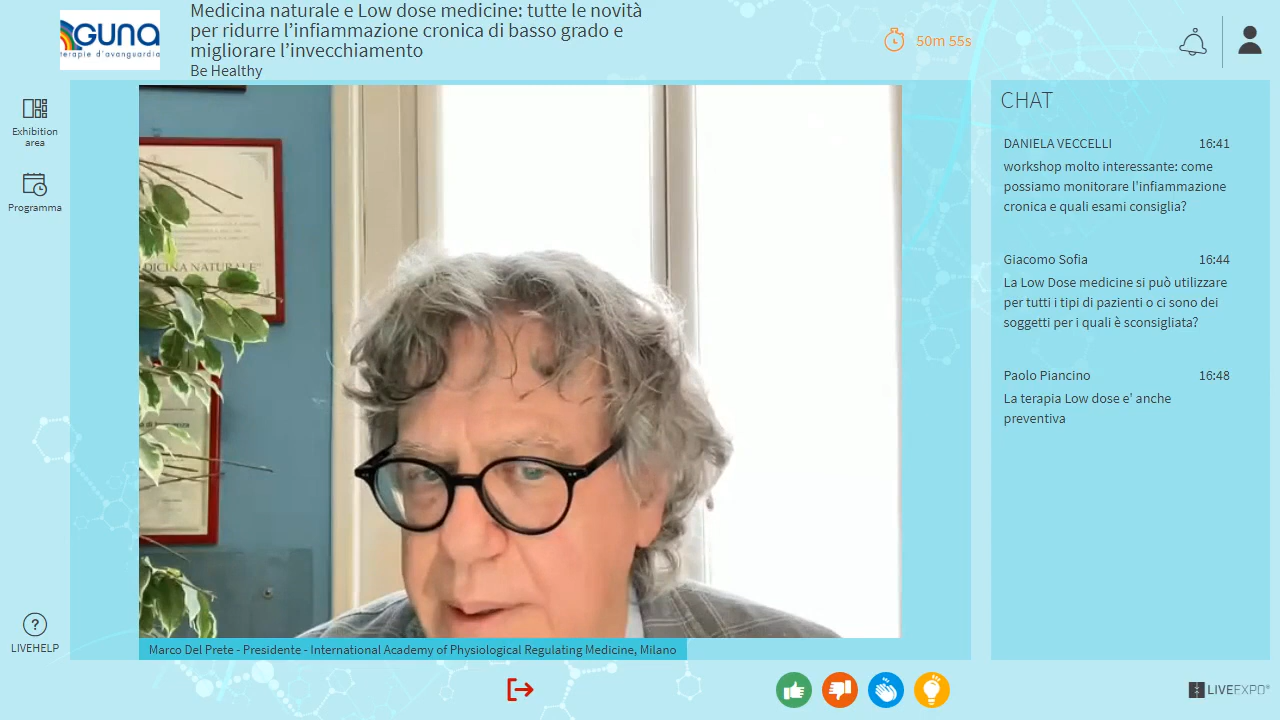 GUNA
terapie d'avanguardia
Medicina naturale e Low dose medicine: tutte le novità
per ridurre l'infiammazione cronica di basso grado e
migliorare l'invecchiamento
Be Healthy
50m 55s
Exhibition
area
Programma
LIVEHELP
DICINA NATURALE"
Marco Del Prete - Presidente - International Academy of Physiological Regulating Medicine, Milano
CHAT
DANIELA VECCELLI 16:41
workshop molto interessante: come
possiamo monitorare l'infiammazione
cronica e quali esami consiglia?
Giacomo Sofia 16:44
La Low Dose medicine si può utilizzare
per tutti i tipi di pazienti o ci sono dei
soggetti per i quali è sconsigliata?
Paolo Piancino 16:48
La terapia Low dose e' anche
preventiva
LIVEEXPO®